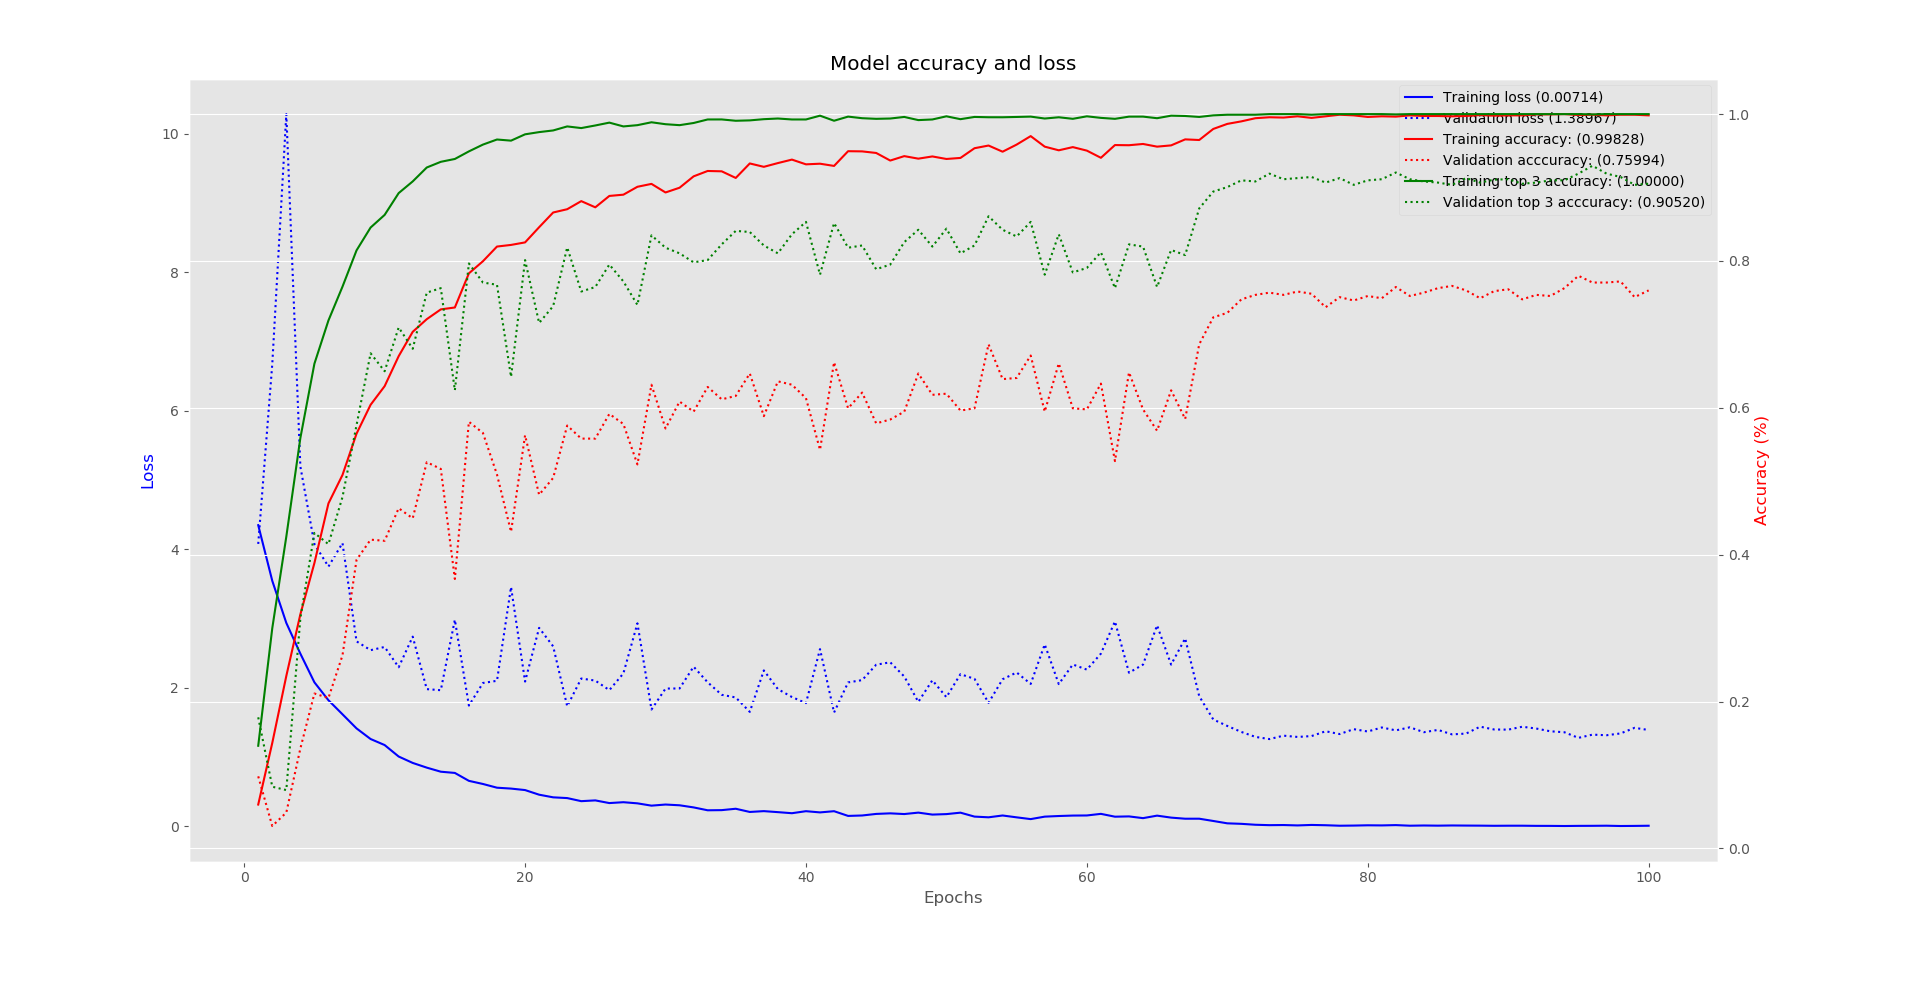 Model accuracy and loss
Training loss (0.00714)
Validation loss (1.38967)
Training accuracy: (0.99828)
Validation acccuracy: (0.75994)
Training top 3 accuracy: (1.00000)
Validation top 3 acccuracy: (0.90520)
10
8
6
4
2
0
Loss
1.0
0.8
0.6
0.4
0.2
0.0
Accuracy (%)
0 20 40 60 80 100
Epochs